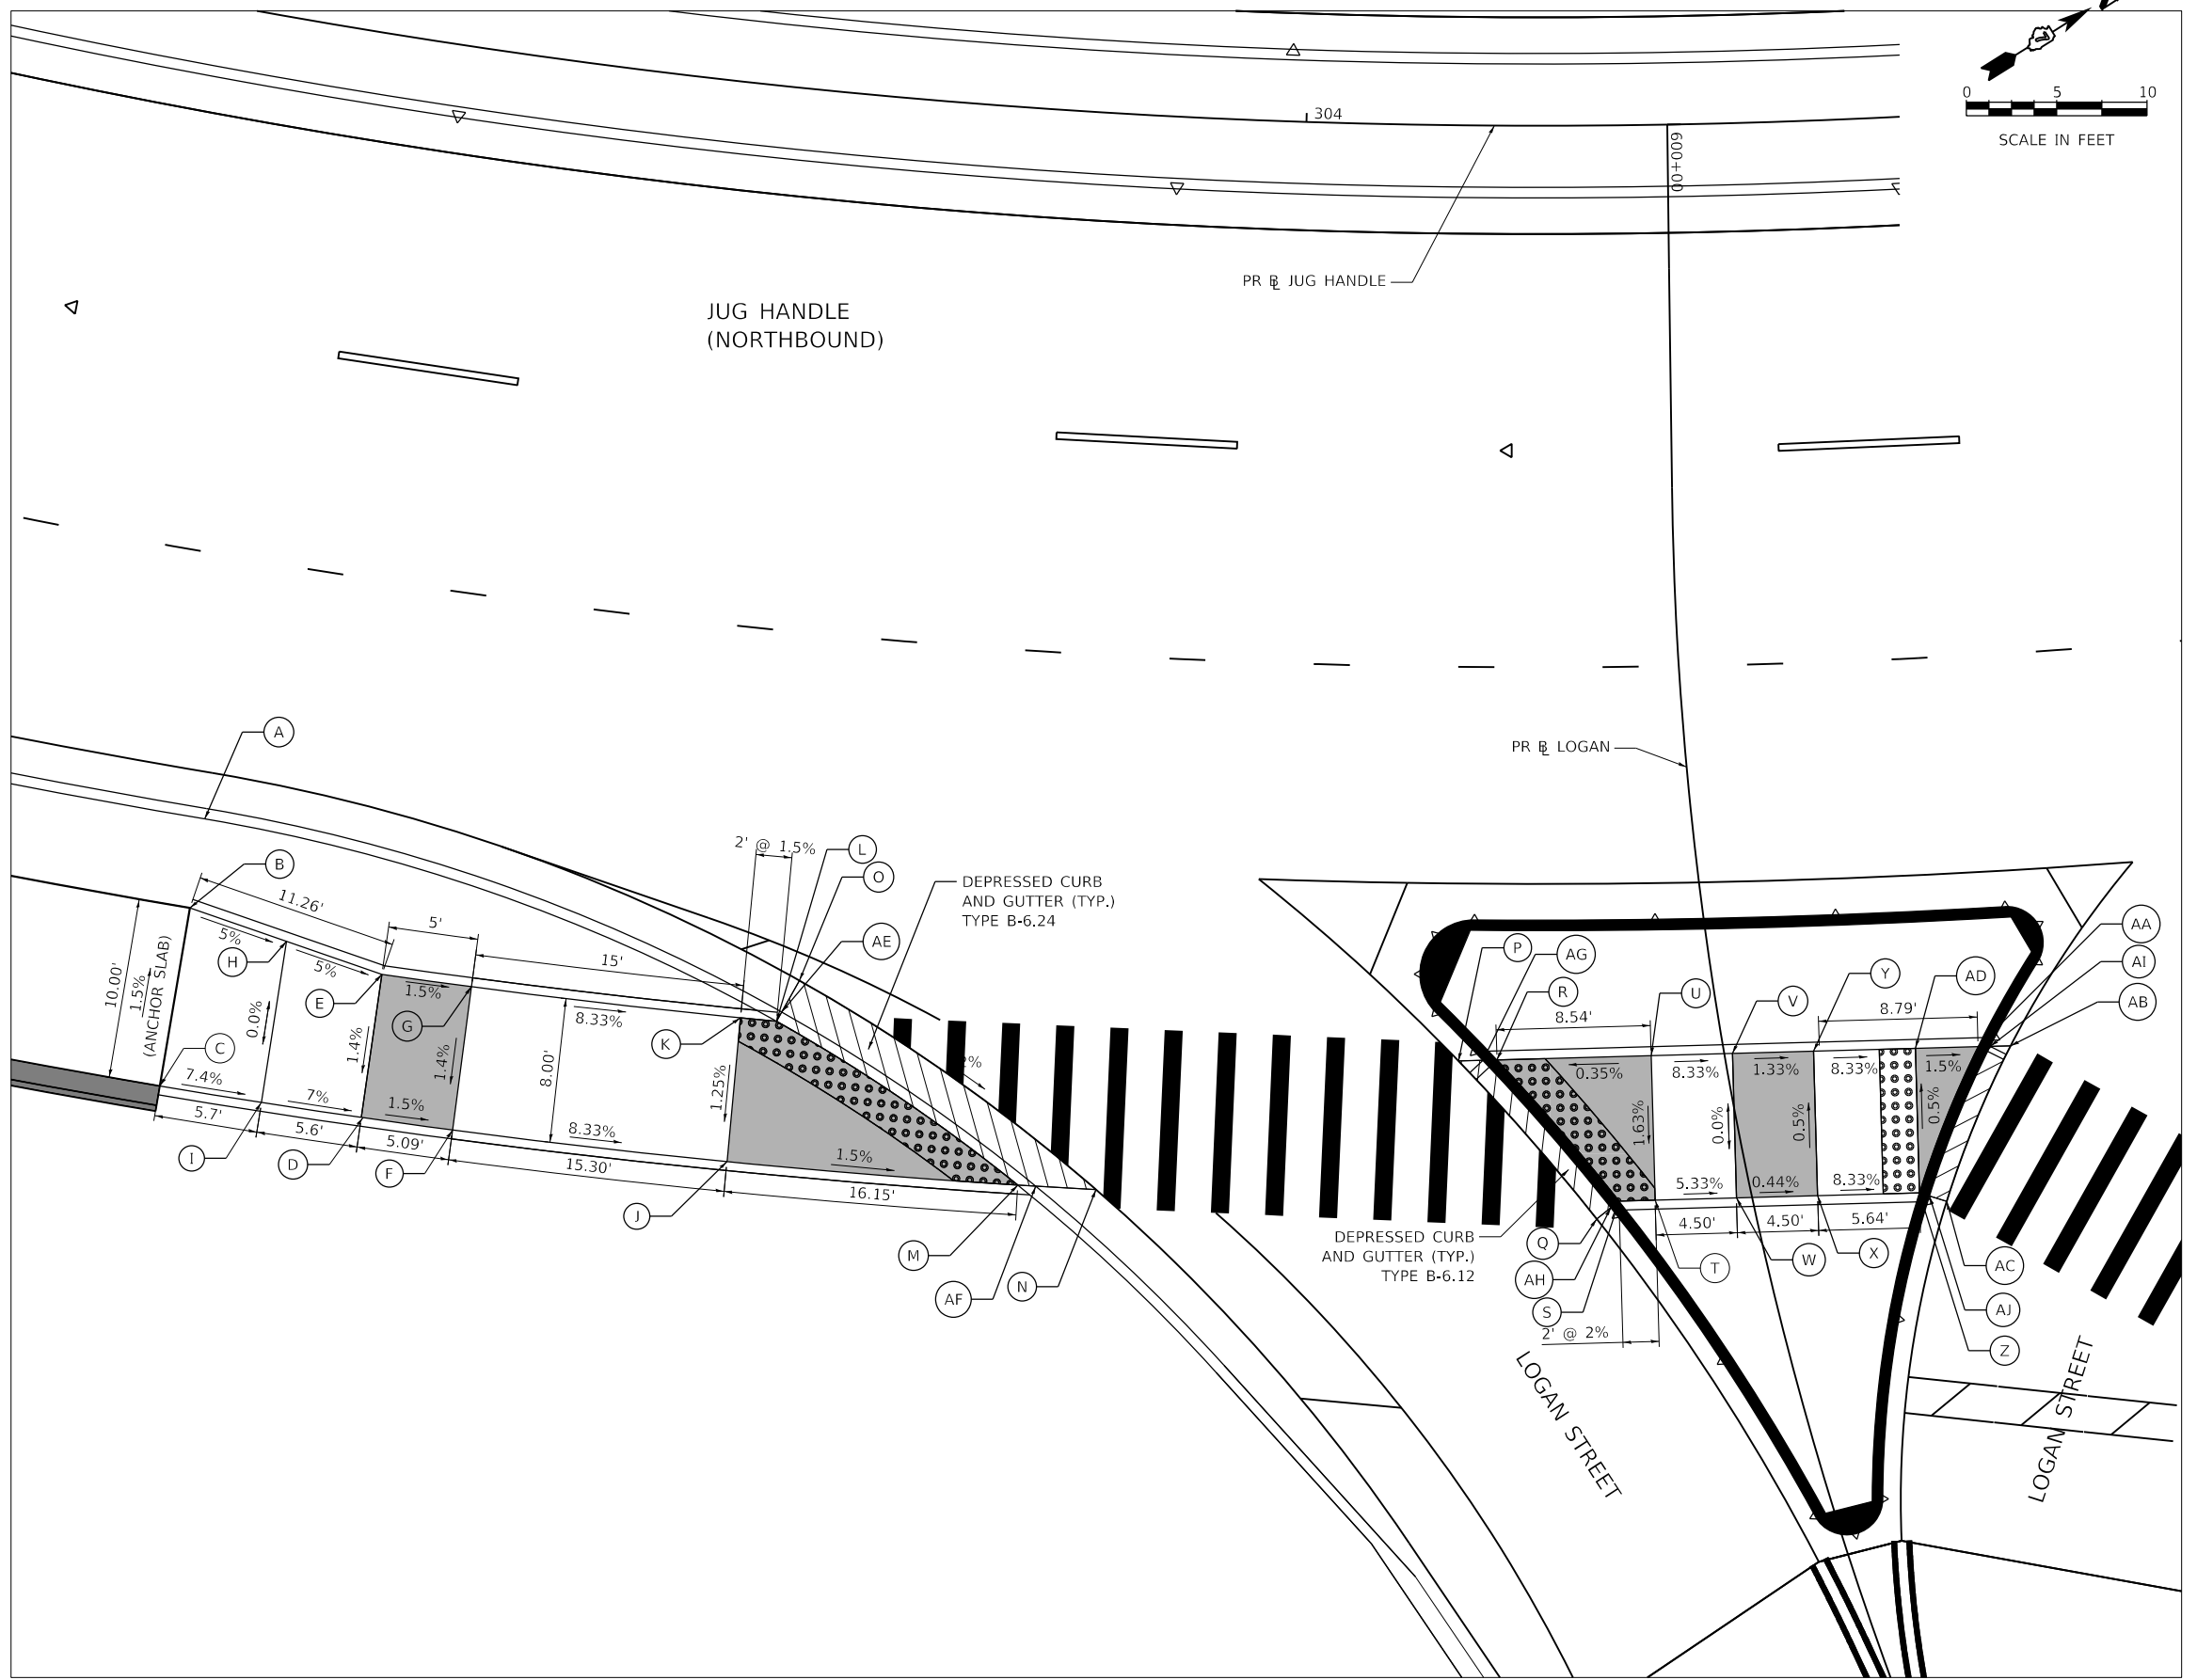 304
600+00
0 5 10
SCALE IN FEET
PR ℄ JUG HANDLE
JUG HANDLE
(NORTHBOUND)
PR ℄ LOGAN
A
B
11.26'
5'
15'
2' @ 1.5%
L
O
AE
DEPRESSED CURB
AND GUTTER (TYP.)
TYPE B-6.24
10.00'
1.5%
(ANCHOR SLAB)
5%
H
5%
E
1.5%
G
C
7.4%
0.0%
7%
1.4%
1.5%
1.4%
8.33%
8.00'
8.33%
K
1.25%
1.5%
5.7'
5.6'
5.09'
15.30'
16.15'
I
D
F
J
M
AF
N
P
AG
R
8.54'
U
V
Y
8.79'
AD
AA
AI
AB
0.35%
8.33%
1.33%
8.33%
1.5%
1.63%
0.0%
0.5%
0.5%
5.33%
0.44%
8.33%
4.50'
4.50'
5.64'
DEPRESSED CURB
AND GUTTER (TYP.)
TYPE B-6.12
Q
AH
S
2' @ 2%
T
W
X
AC
AJ
Z
LOGAN STREET
LOGAN STREET